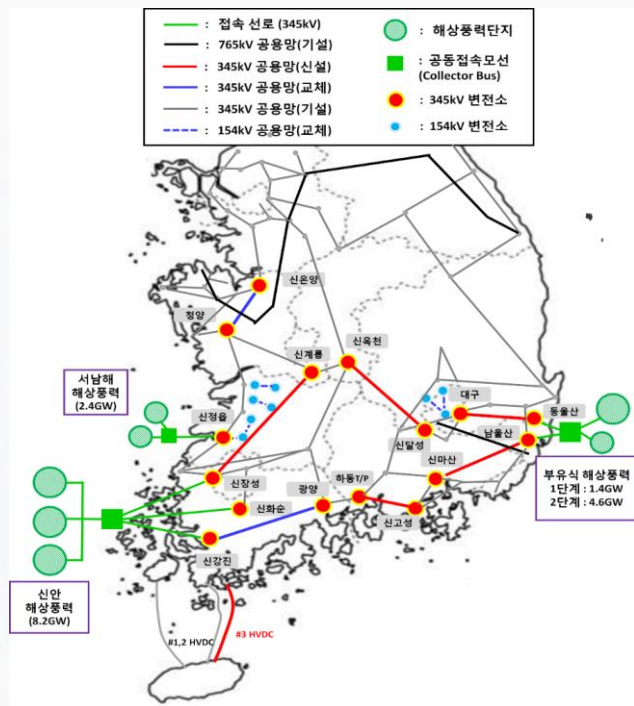 : 접속 선로 (345kV)
: 765kV 공용망(기설)
: 345kV 공용망(신설)
: 345kV 공용망(교체)
: 345kV 공용망(기설)
: 154kV 공용망(교체)
: 해상풍력단지
: 공동접속모선
(Collector Bus)
: 345kV 변전소
: 154kV 변전소
신온양
청양
신계룡
신옥천
서남해
해상풍력
(2.4GW)
신정읍
대구
동울산
신달성
남울산
신마산
신장성
광양
하동T/P
신화순
신고성
부유식 해상풍력
1단계 : 1.4GW
2단계 : 4.6GW
신강진
신안
해상풍력
(8.2GW)
#1,2 HVDC
#3 HVDC